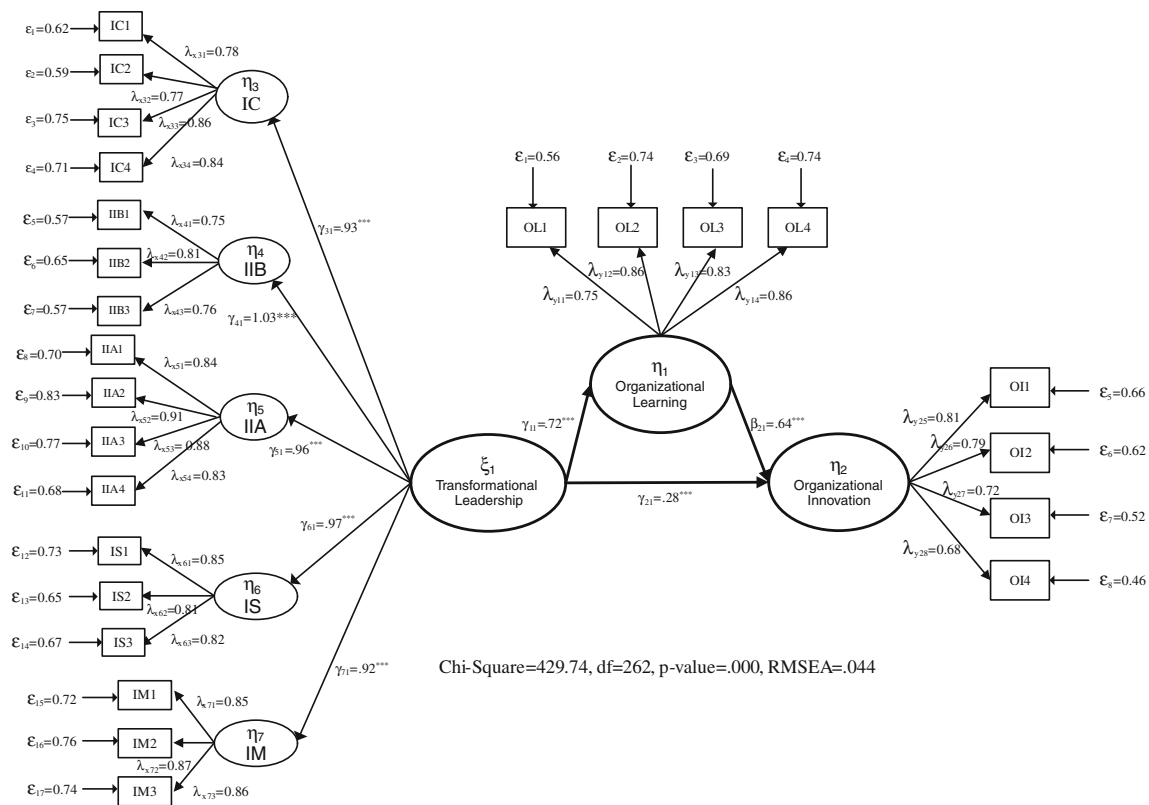 ε₁=0.62
IC1
λx31=0.78
ε₂=0.59
IC2
η₃
IC
λx32=0.77
ε₃=0.75
IC3
λx33=0.86
ε₄=0.71
IC4
λx34=0.84
ε₅=0.57
IIB1
λx41=0.75
ε₆=0.65
IIB2
λx42=0.81
η₄
IIB
ε₇=0.57
IIB3
λx43=0.76
ε₈=0.70
IIA1
λx51=0.84
ε₉=0.83
IIA2
λx52=0.91
η₅
IIA
ε₁₀=0.77
IIA3
λx53=0.88
ε₁₁=0.68
IIA4
λx54=0.83
ε₁₂=0.73
IS1
λx61=0.85
ε₁₃=0.65
IS2
λx62=0.81
η₆
IS
ε₁₄=0.67
IS3
λx63=0.82
ε₁₅=0.72
IM1
λx71=0.85
ε₁₆=0.76
IM2
λx72=0.87
η₇
IM
ε₁₇=0.74
IM3
λx73=0.86
γ₃₁=.93***
γ₄₁=1.03***
γ₅₁=.96***
γ₆₁=.97***
γ₇₁=.92***
ξ₁
Transformational
Leadership
γ₁₁=.72***
γ₂₁=.28***
β₂₁=.64***
ε₁=0.56
ε₂=0.74
ε₃=0.69
ε₄=0.74
OL1
OL2
OL3
OL4
λy12=0.86
λy13=0.83
λy11=0.75
λy14=0.86
η₁
Organizational
Learning
η₂
Organizational
Innovation
λy25=0.81
OI1
ε₅=0.66
λy26=0.79
OI2
ε₆=0.62
λy27=0.72
OI3
ε₇=0.52
λy28=0.68
OI4
ε₈=0.46
Chi-Square=429.74, df=262, p-value=.000, RMSEA=.044